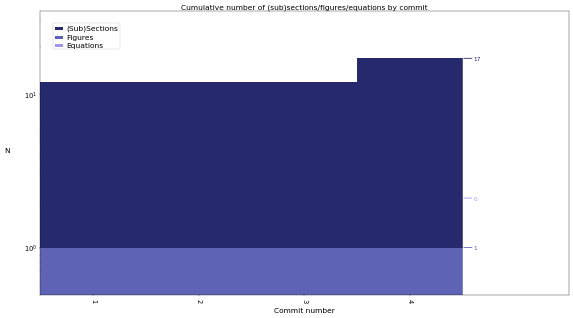 Cumulative number of (sub)sections/figures/equations by commit
(Sub)Sections
Figures
Equations
17
10¹
N
0
10⁰
1
1
2
3
4
Commit number